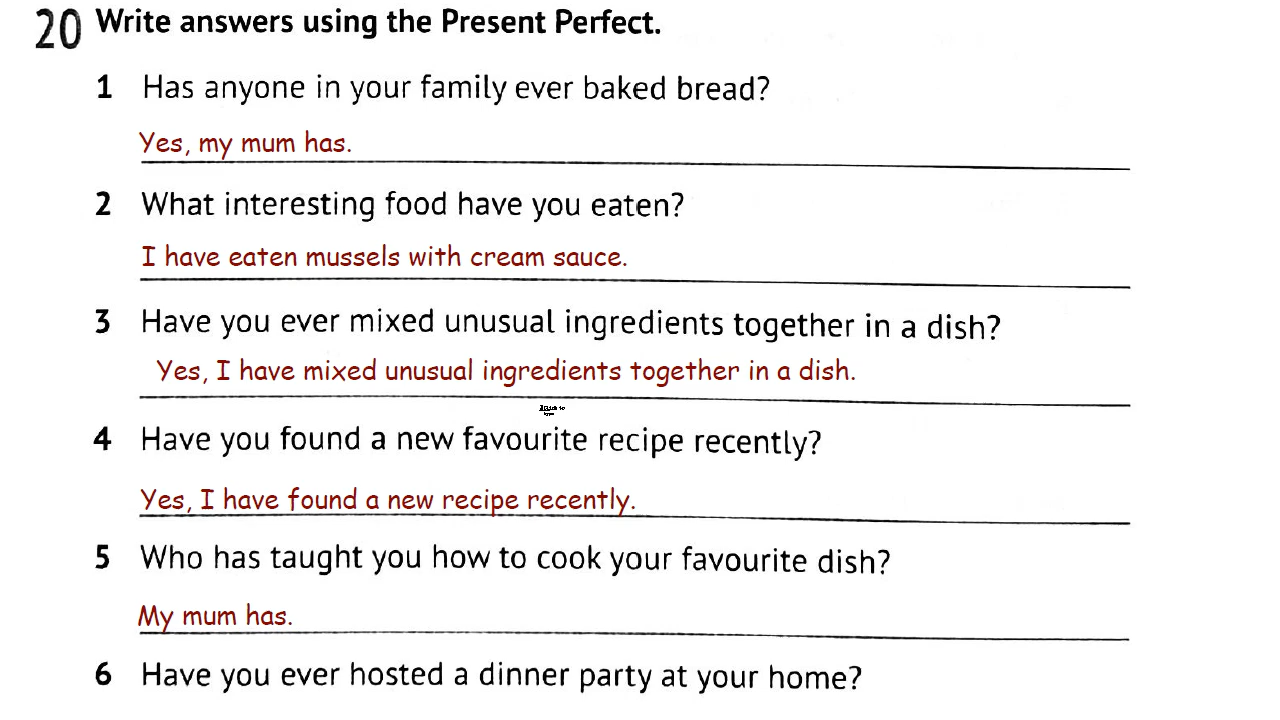 20 Write answers using the Present Perfect.
1 Has anyone in your family ever baked bread?
Yes, my mum has.
2 What interesting food have you eaten?
I have eaten mussels with cream sauce.
3 Have you ever mixed unusual ingredients together in a dish?
Yes, I have mixed unusual ingredients together in a dish.
4 Have you found a new favourite recipe recently?
Yes, I have found a new recipe recently.
5 Who has taught you how to cook your favourite dish?
My mum has.
6 Have you ever hosted a dinner party at your home?